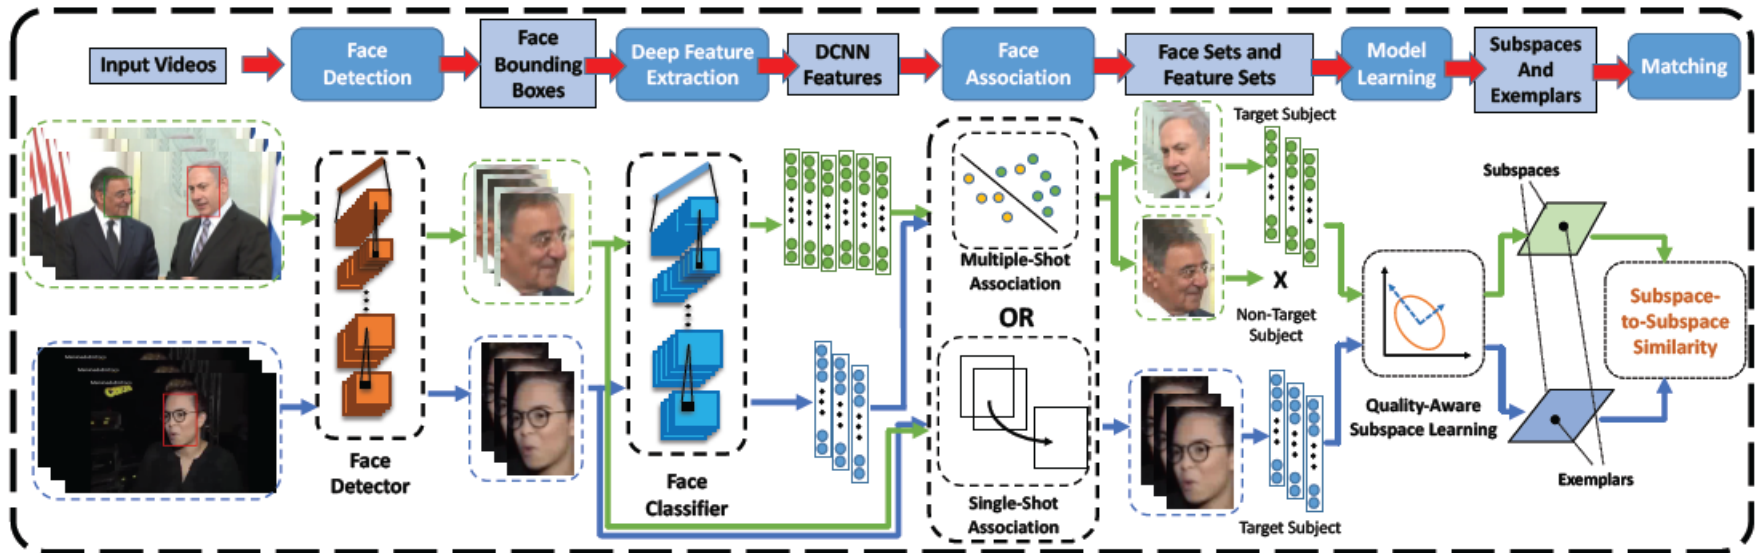 Input Videos
Face
Detection
Face
Bounding
Boxes
Deep Feature
Extraction
DCNN
Features
Face
Association
Face Sets and
Feature Sets
Model
Learning
Subspaces
And
Exemplars
Matching
Face
Detector
Face
Classifier
Multiple-Shot
Association
OR
Single-Shot
Association
Target Subject
X
Non-Target
Subject
Target Subject
Quality-Aware
Subspace Learning
Subspaces
Exemplars
Subspace-
to-Subspace
Similarity